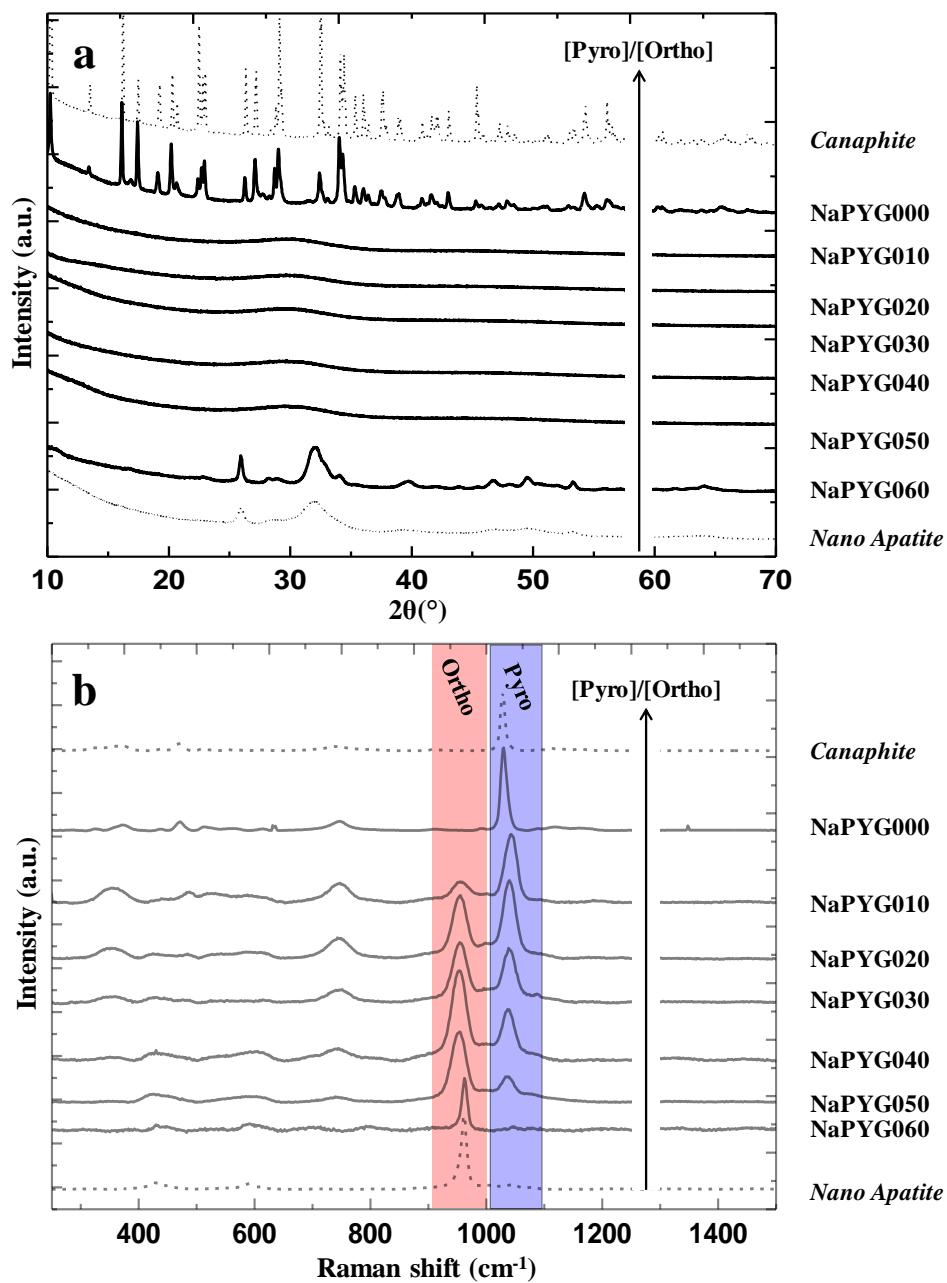 a
[Pyro]/[Ortho]
Canaphite
NaPYG000
NaPYG010
NaPYG020
NaPYG030
NaPYG040
NaPYG050
NaPYG060
Nano Apatite
Intensity (a.u.)
10 20 30 40 50 60 70
2θ(°)
b
Ortho
Pyro
[Pyro]/[Ortho]
Canaphite
NaPYG000
NaPYG010
NaPYG020
NaPYG030
NaPYG040
NaPYG050
NaPYG060
Nano Apatite
Intensity (a.u.)
400 600 800 1000 1200 1400
Raman shift (cm⁻¹)